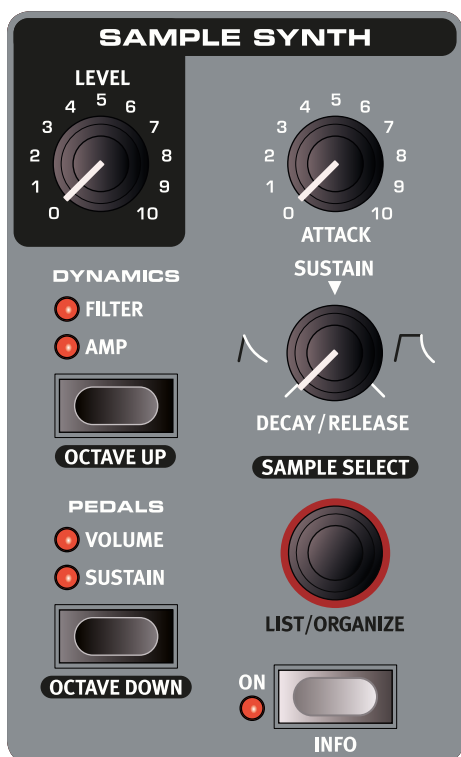 SAMPLE SYNTH
LEVEL
0 1 2 3 4 5 6 7 8 9 10
0 1 2 3 4 5 6 7 8 9 10
ATTACK
DYNAMICS
FILTER
AMP
OCTAVE UP
SUSTAIN
DECAY/RELEASE
SAMPLE SELECT
LIST/ORGANIZE
PEDALS
VOLUME
SUSTAIN
OCTAVE DOWN
ON
INFO